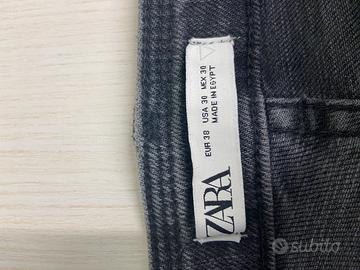 ZARA
EUR 38 USA 30 MEX 30
MADE IN EGYPT
subito